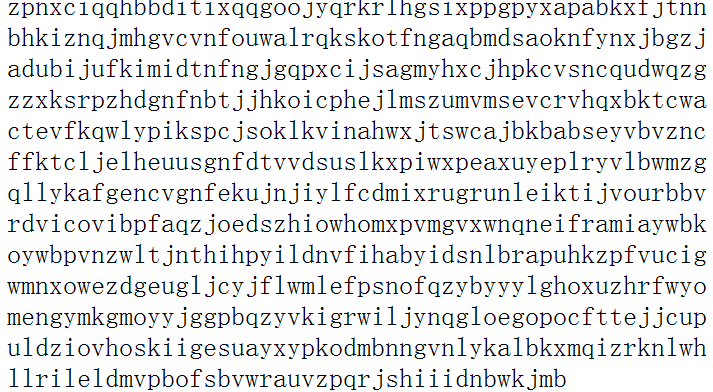 zpnxciqqhbbditixqqgoojyqrkrlhgsixppgpyxapabkxfjtnn
bhkiznqjmhgvcvnfouwalrqkskotfngaqbmdsaoknfynxjbgzj
adubijufkimidtnfngjgqpxcijsagmyhxcjhpkcvsncqudwqzg
zzxksrpzhdgnfnbtjjhkoicphejlmszumvmsevcrvhqxbktcwa
ctevfkqwlypikspcjsoklkvinahwxjtswcajbkbabseyvbvznc
ffktcljelheuusgnfdtvvdsuslkxpiwxpeaxuyeplryvlbwmzg
qllykafgencvgnfekujnjiylfcdmixrugrunleiktijvourbbv
rdvicovibpfaqzjoedszhiowhomxpvmgvxwnqneiframiaywbk
oywbpvnzwltjnthihpyildnvfihabyidsnlbrapuhkzpfvucig
wmnxowezdgeugljcyjflwmlefpsnofqzybyyylghoxuzhrfwyo
mengymkgmoyyjggpbqzyvkigrwiljynqgloegopocfttejjcup
uldziovhoskiigesuayxypkodmbnngvnlykalbkxmqizrknlwh
llrileldmvpbofsbvwrauvzpqrjshiiidnbwkjmb